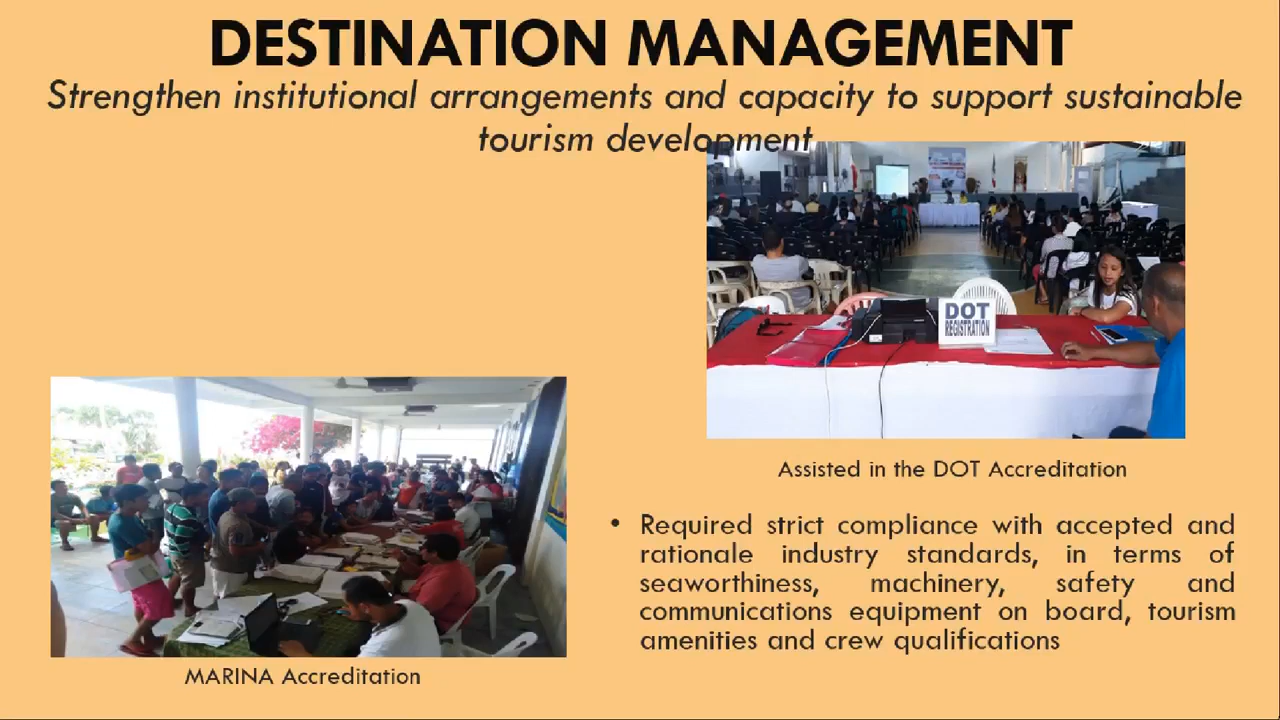 DESTINATION MANAGEMENT
Strengthen institutional arrangements and capacity to support sustainable
tourism development
DOT
REGISTRATION
Assisted in the DOT Accreditation
• Required strict compliance with accepted and
rationale industry standards, in terms of
seaworthiness, machinery, safety and
communications equipment on board, tourism
amenities and crew qualifications
MARINA Accreditation